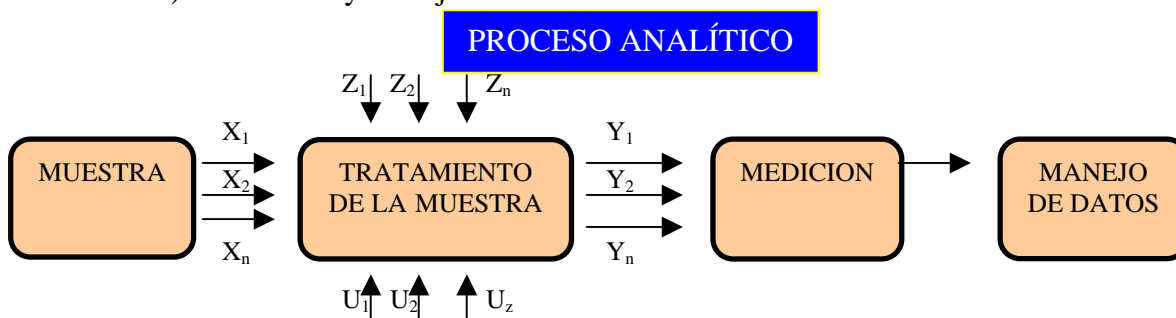 PROCESO ANALÍTICO
Z1 Z2 Zn
X1 Y1
MUESTRA TRATAMIENTO MEDICION MANEJO
X2 Y2
DE LA MUESTRA DE DATOS
Xn Yn
U1 U2 Uz